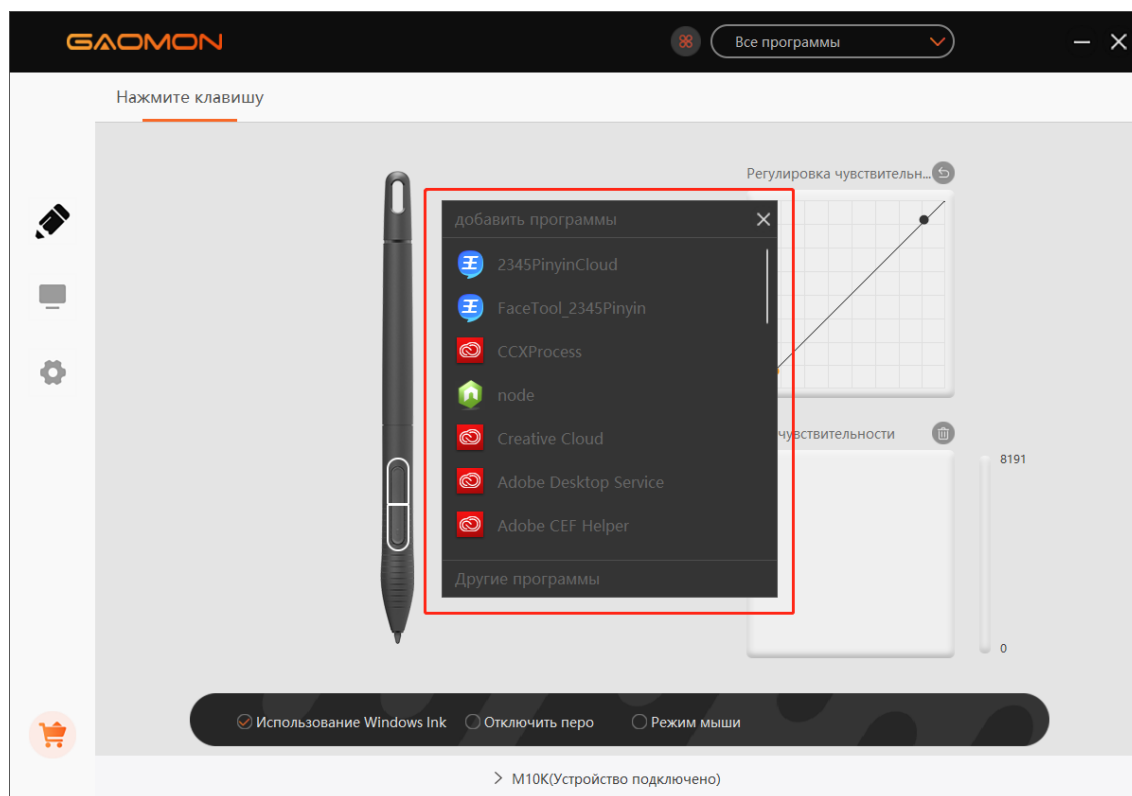 GAOMON
Все программы
Нажмите клавишу
Регулировка чувствительн...
добавить программы
2345PinyinCloud
FaceTool_2345Pinyin
CCXProcess
node
Creative Cloud
Adobe Desktop Service
Adobe CEF Helper
Другие программы
чувствительности
8191
0
Использование Windows Ink
Отключить перо
Режим мыши
M10K(Устройство подключено)